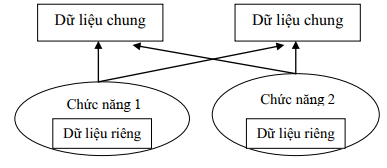 Dữ liệu chung
Dữ liệu chung
Chức năng 1
Chức năng 2
Dữ liệu riêng
Dữ liệu riêng